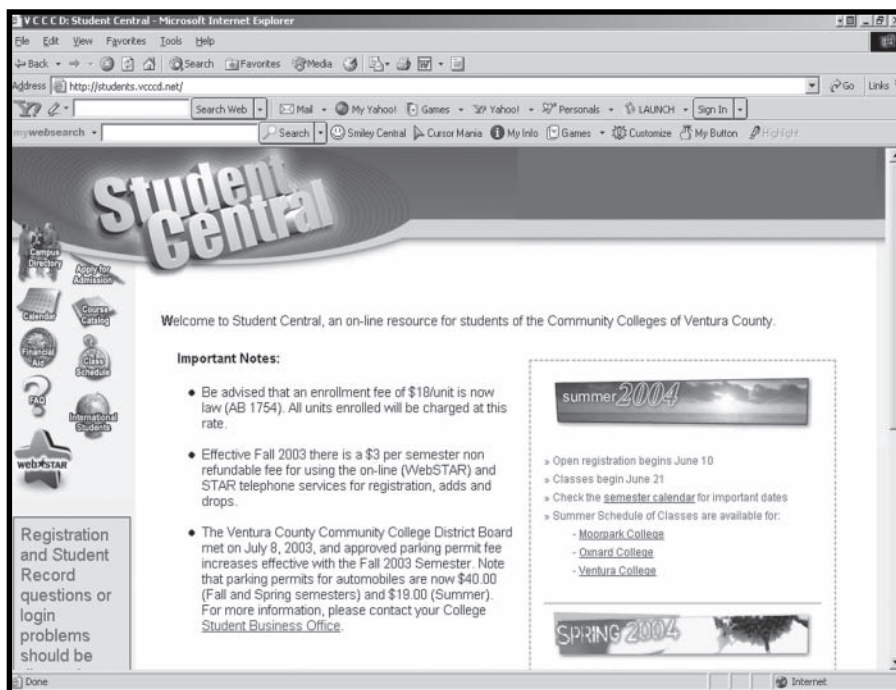 V C C C D: Student Central - Microsoft Internet Explorer
File Edit View Favorites Tools Help
Back Search Favorites Media
Address http://students.vcccd.net/ Go Links
Search Web Mail My Yahoo! Games Yahoo! Personals LAUNCH Sign In
mywebsearch Search Smiley Central Cursor Mania My Info Games Customize My Button Highlight
Student
Central
Campus
Directory
Apply for
Admission
Calendar
Course
Catalog
Financial
Aid
Class
Schedule
FAQ
International
Students
webSTAR
Registration
and Student
Record
questions or
login
problems
should be
Welcome to Student Central, an on-line resource for students of the Community Colleges of Ventura County.
Important Notes:
● Be advised that an enrollment fee of $18/unit is now
law (AB 1754). All units enrolled will be charged at this
rate.
● Effective Fall 2003 there is a $3 per semester non
refundable fee for using the on-line (WebSTAR) and
STAR telephone services for registration, adds and
drops.
● The Ventura County Community College District Board
met on July 8, 2003, and approved parking permit fee
increases effective with the Fall 2003 Semester. Note
that parking permits for automobiles are now $40.00
(Fall and Spring semesters) and $19.00 (Summer).
For more information, please contact your College
Student Business Office.
summer 2004
» Open registration begins June 10
» Classes begin June 21
» Check the semester calendar for important dates
» Summer Schedule of Classes are available for:
- Moorpark College
- Oxnard College
- Ventura College
SPRING 2004
Done Internet